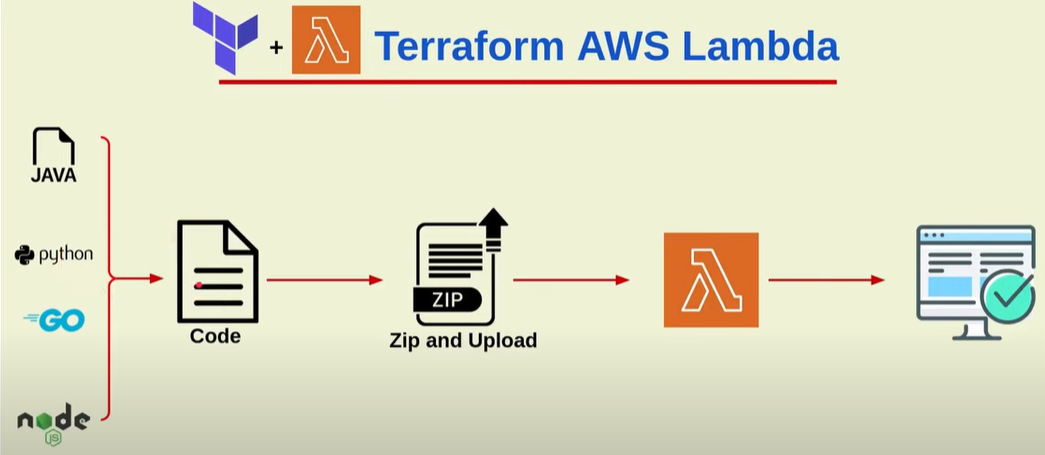 + Terraform AWS Lambda
JAVA
python
GO
node
JS
Code
ZIP
Zip and Upload